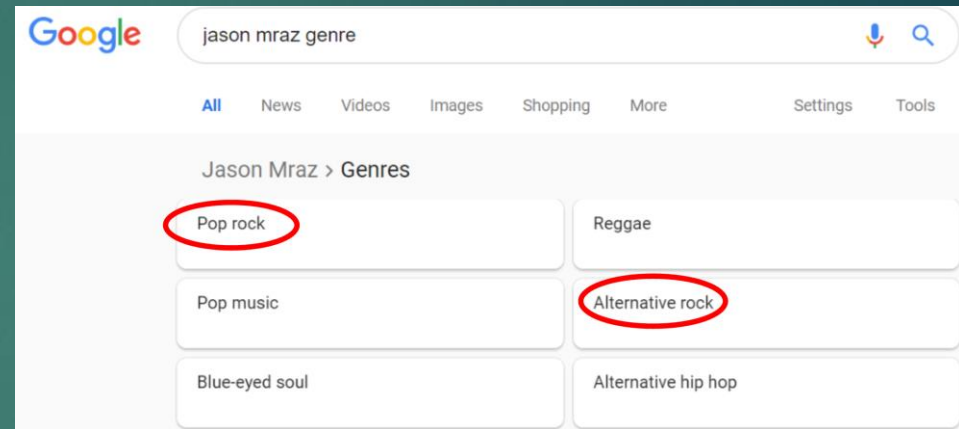 Google jason mraz genre
All News Videos Images Shopping More Settings Tools
Jason Mraz > Genres
Pop rock Reggae
Pop music Alternative rock
Blue-eyed soul Alternative hip hop